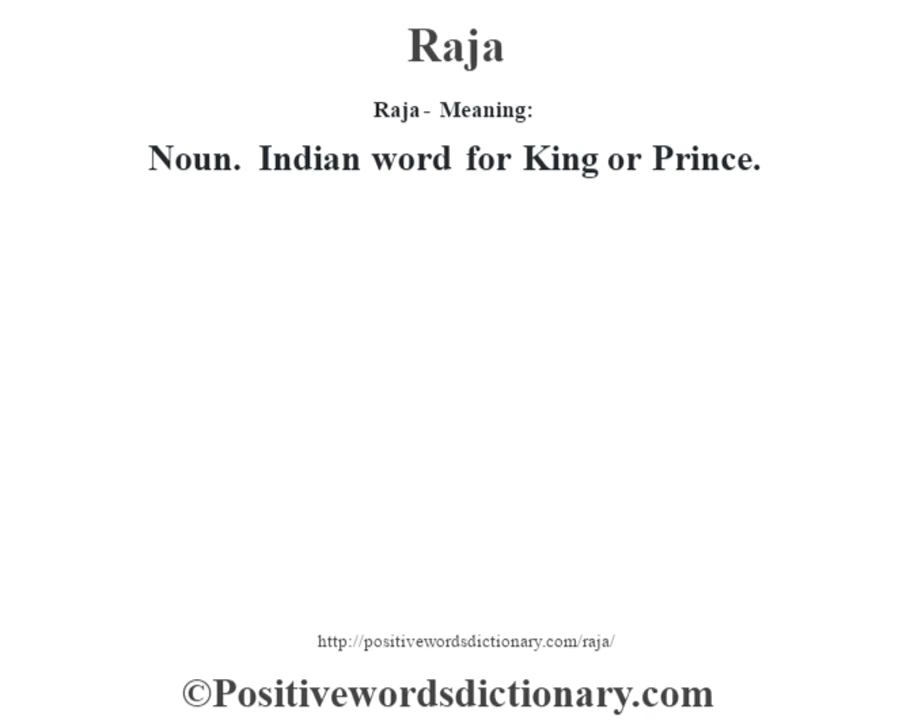 Raja
Raja - Meaning:
Noun. Indian word for King or Prince.
http://positivewordsdictionary.com/raja/
©Positivewordsdictionary.com